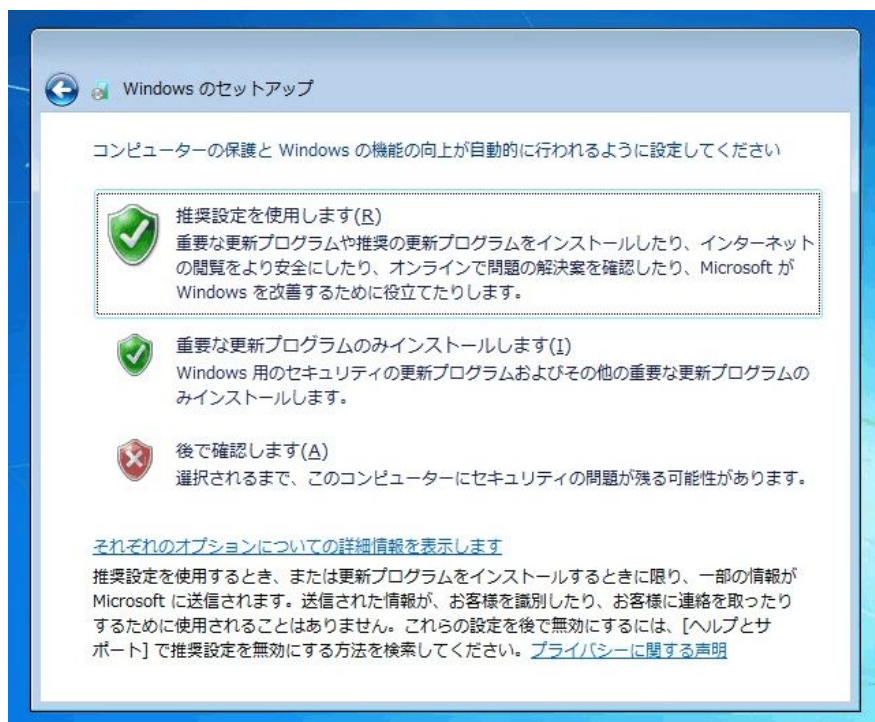 Windows のセットアップ
コンピューターの保護と Windows の機能の向上が自動的に行われるように設定してください
推奨設定を使用します(R)
重要な更新プログラムや推奨の更新プログラムをインストールしたり、インターネット
の閲覧をより安全にしたり、オンラインで問題の解決案を確認したり、Microsoft が
Windows を改善するために役立てたりします。
重要な更新プログラムのみインストールします(I)
Windows 用のセキュリティの更新プログラムおよびその他の重要な更新プログラムの
みインストールします。
後で確認します(A)
選択されるまで、このコンピューターにセキュリティの問題が残る可能性があります。
それぞれのオプションについての詳細情報を表示します
推奨設定を使用するとき、または更新プログラムをインストールするときに限り、一部の情報が
Microsoft に送信されます。送信された情報が、お客様を識別したり、お客様に連絡を取ったり
するために使用されることはありません。これらの設定を後で無効にするには、[ヘルプとサ
ポート] で推奨設定を無効にする方法を検索してください。プライバシーに関する声明